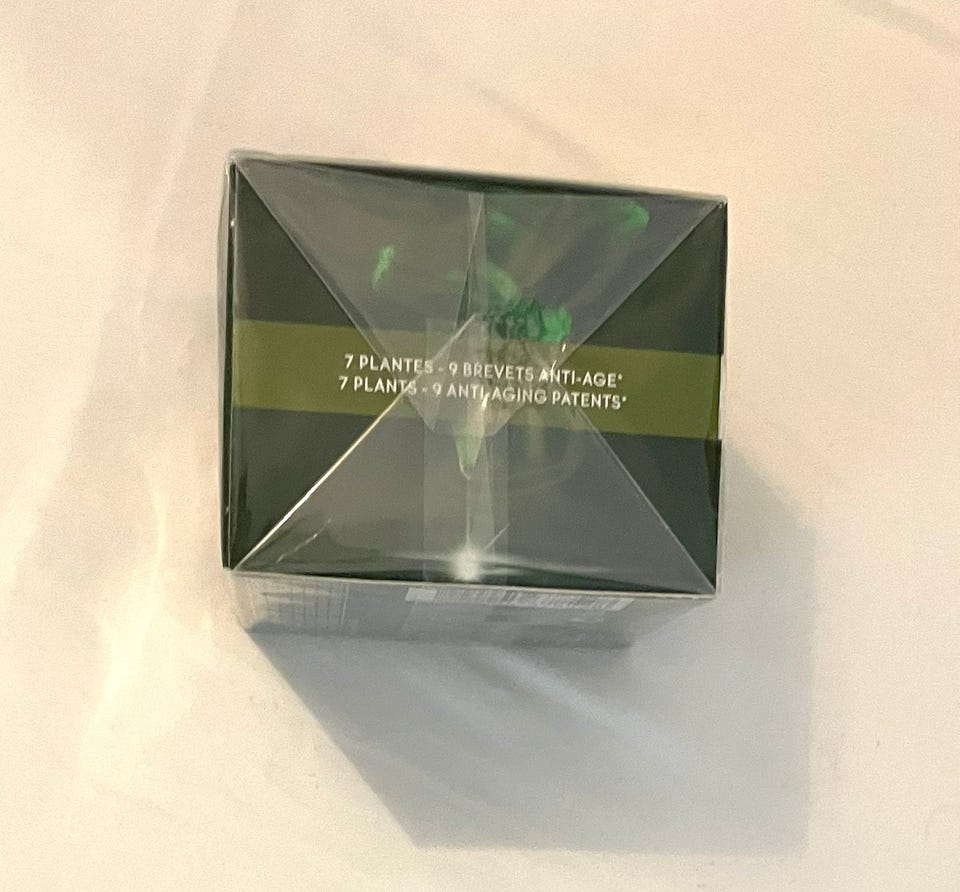 7 PLANTES - 9 BREVETS ANTI-AGE*
7 PLANTS - 9 ANTI-AGING PATENTS*